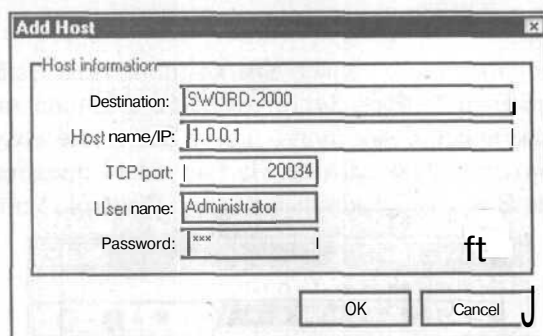 Add Host
Host information
Destination: SWORD-2000
Host name/IP: 1.0.0.1
TCP-port: 20034
User name: Administrator
Password: ***
ft
OK Cancel J